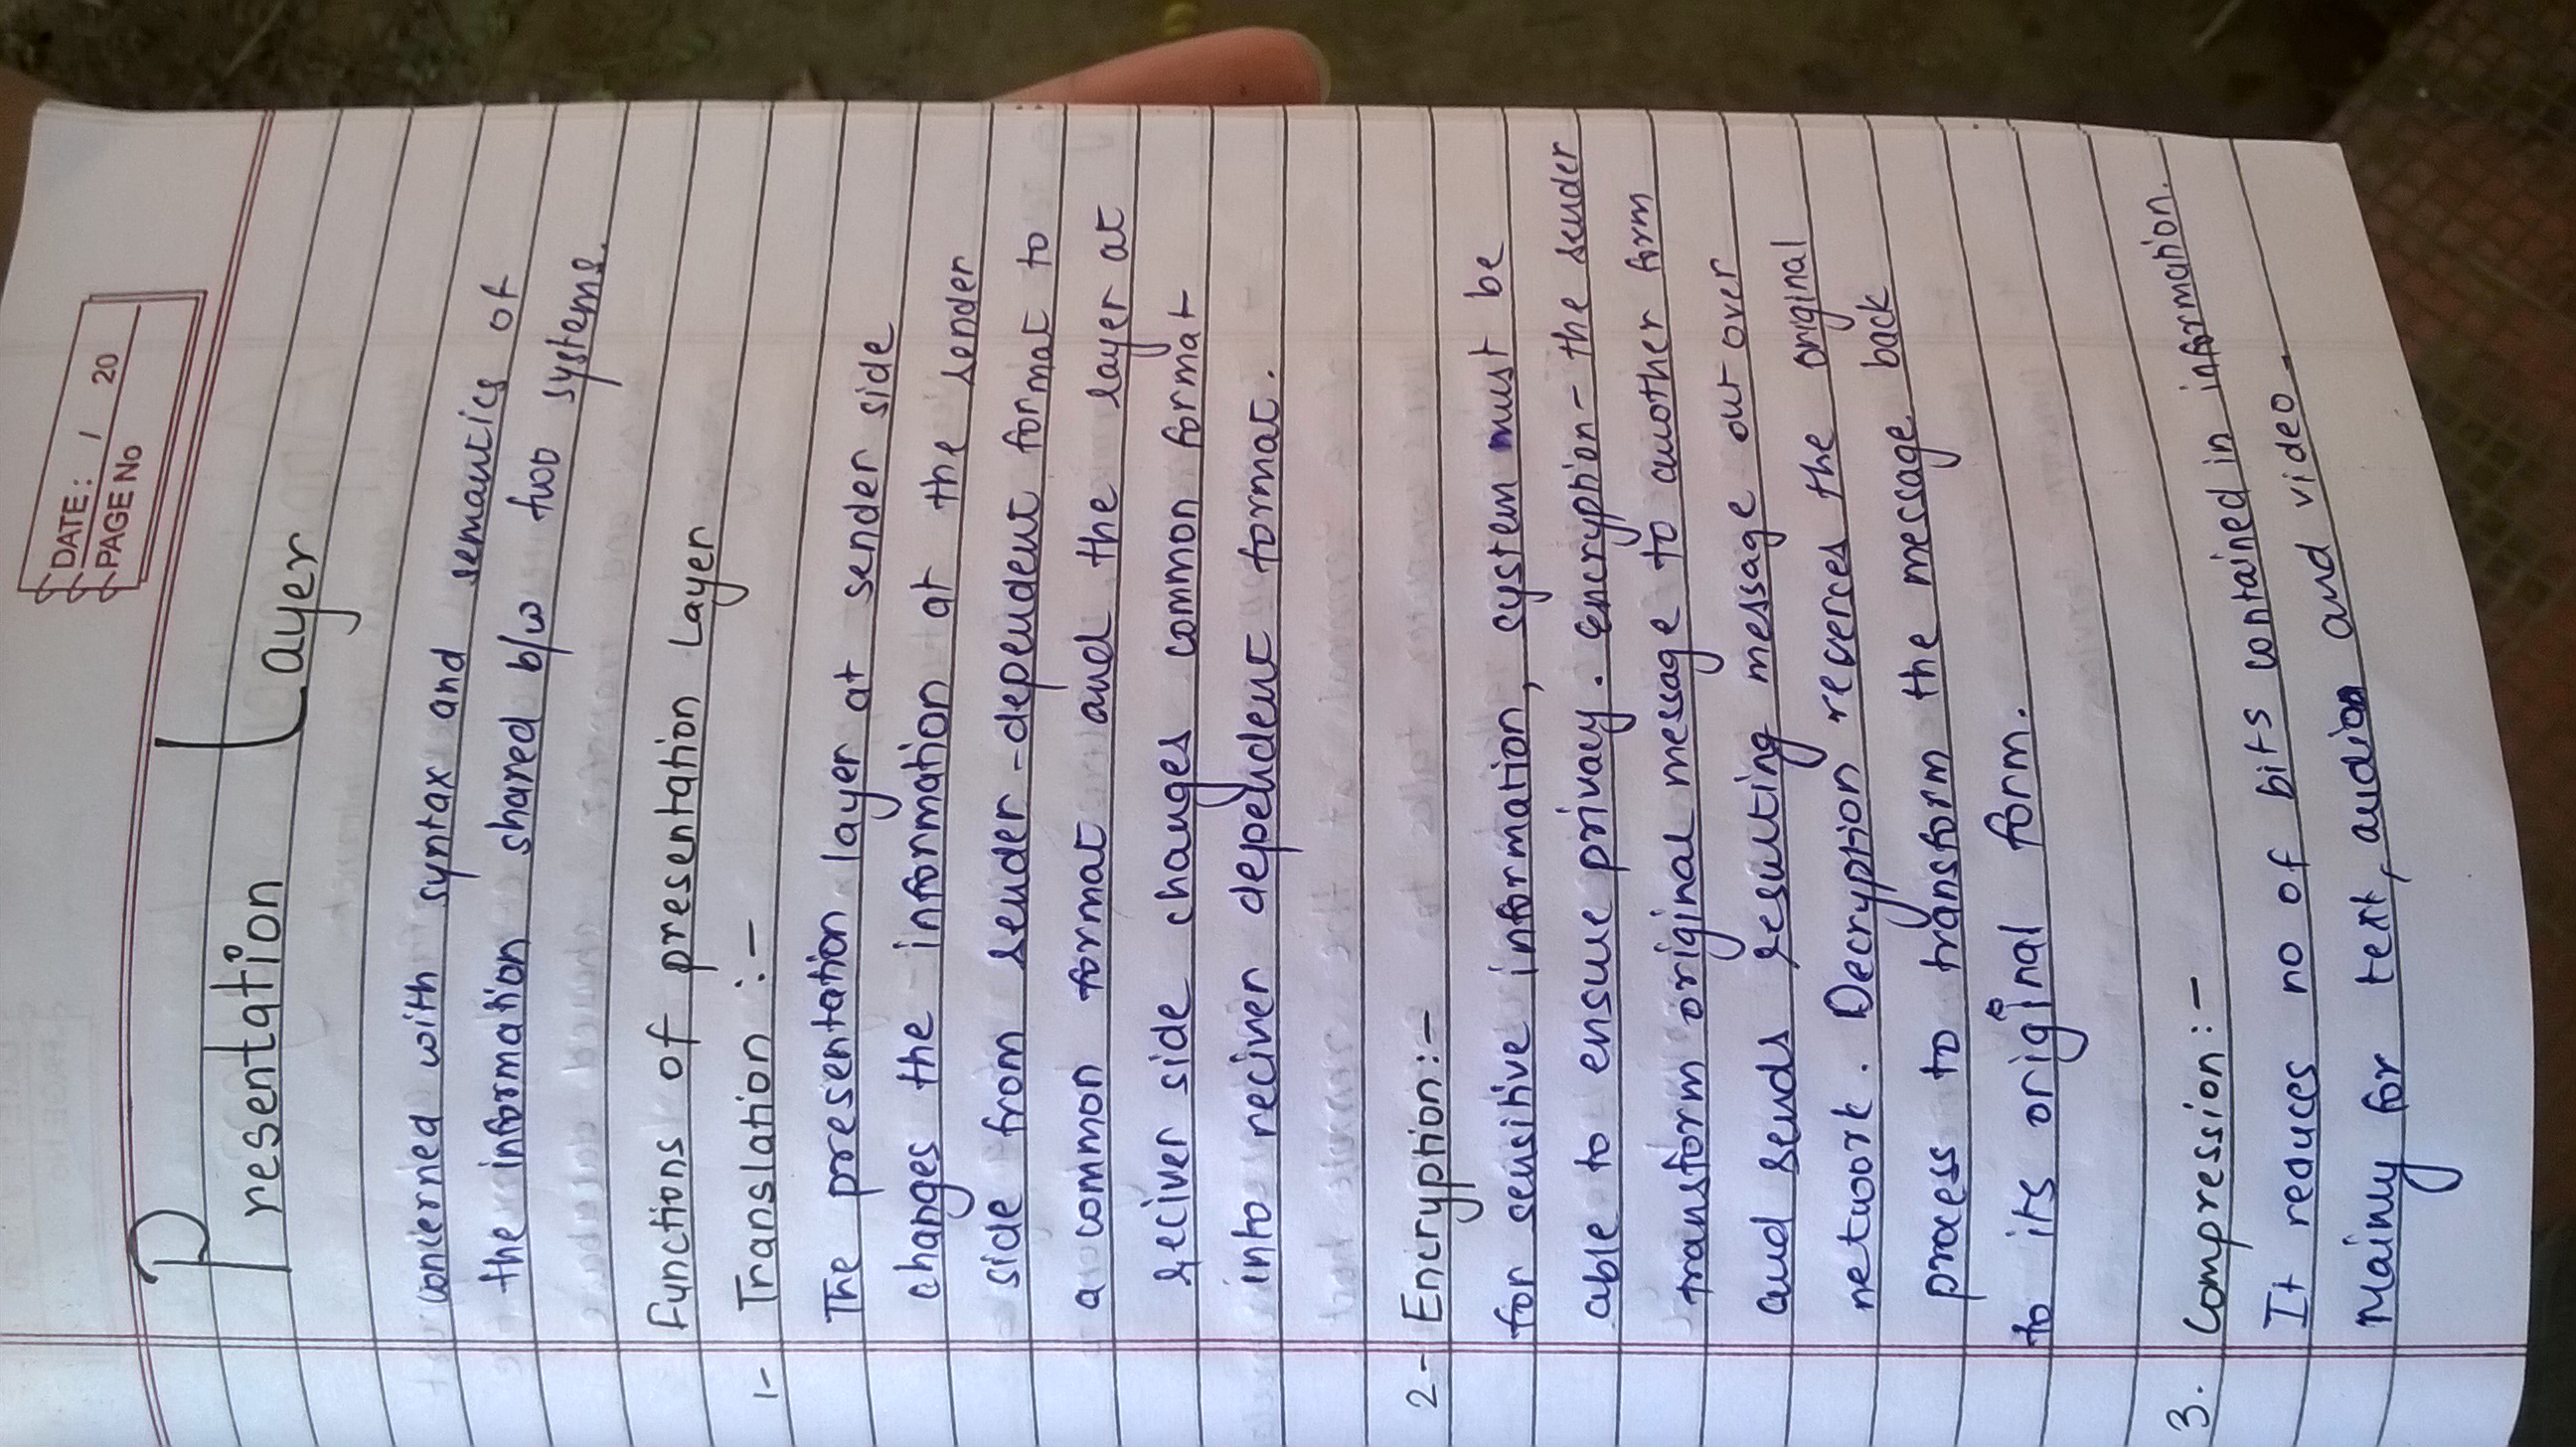 DATE: / 20
PAGE No
Presentation Layer
concerned with syntax and semantics of
the information shared b/w two systems.
Functions of presentation Layer
1- Translation :-
The presentation layer at sender side
changes the information at the sender
side from sender-dependent format to
a common format and the layer at
reciver side changes common format
into reciver dependent format.
2- Encryption:-
for sensitive information, system must be
able to ensure privacy. Encryption- the sender
transform original message to another form
and sends resulting message out over
network. Decryption reverces the original
process to transform the message back
to its original form.
3. Compression:-
It reduces no of bits contained in information.
Mainly for text, audio and video.